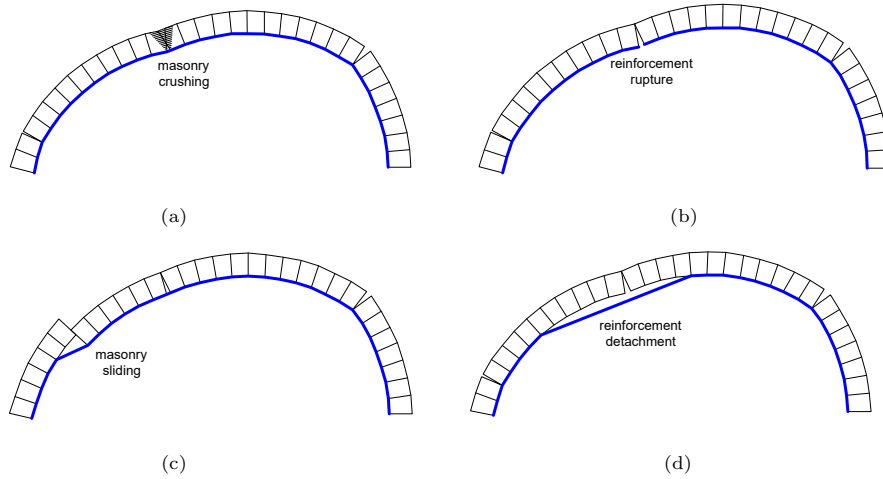 masonry
crushing
(a)
reinforcement
rupture
(b)
masonry
sliding
(c)
reinforcement
detachment
(d)